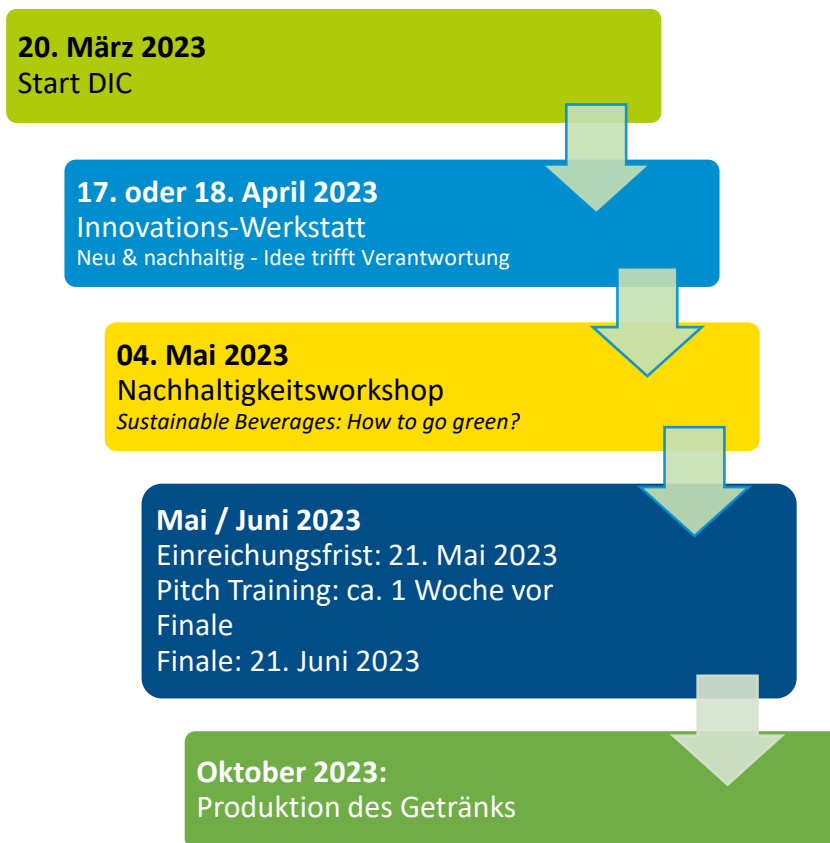 20. März 2023
Start DIC
17. oder 18. April 2023
Innovations-Werkstatt
Neu & nachhaltig - Idee trifft Verantwortung
04. Mai 2023
Nachhaltigkeitsworkshop
Sustainable Beverages: How to go green?
Mai / Juni 2023
Einreichungsfrist: 21. Mai 2023
Pitch Training: ca. 1 Woche vor
Finale
Finale: 21. Juni 2023
Oktober 2023:
Produktion des Getränks